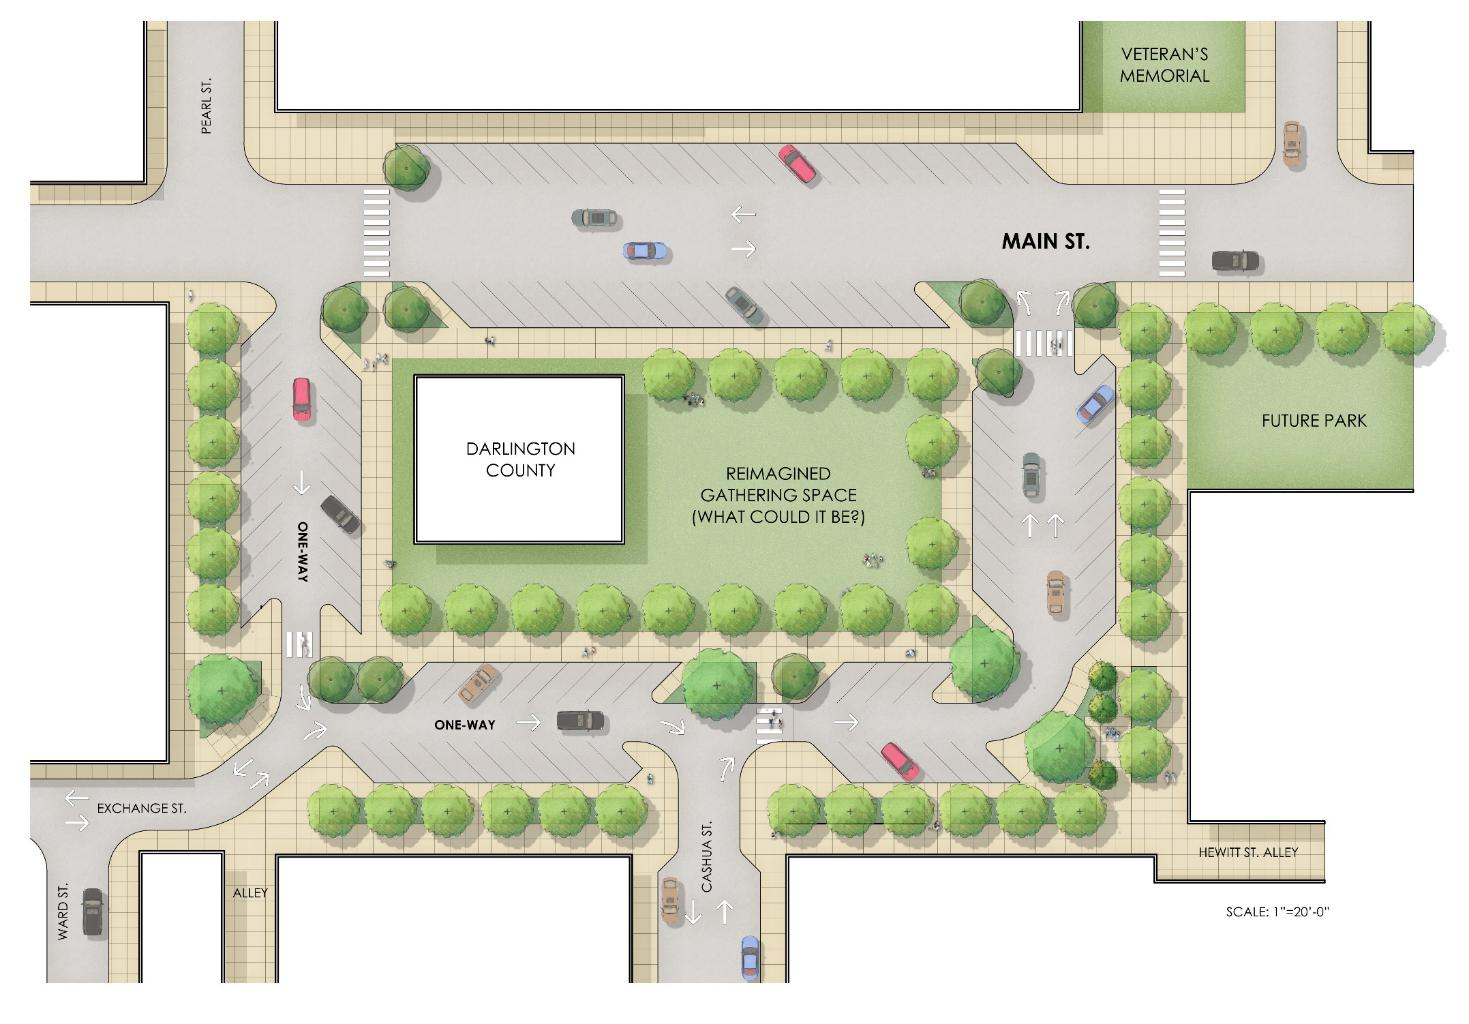 VETERAN'S
MEMORIAL
PEARL ST.
MAIN ST.
DARLINGTON
COUNTY
REIMAGINED
GATHERING SPACE
(WHAT COULD IT BE?)
FUTURE PARK
ONE-WAY
ONE-WAY
EXCHANGE ST.
CASHUA ST.
HEWITT ST. ALLEY
WARD ST.
ALLEY
SCALE: 1"=20'-0"